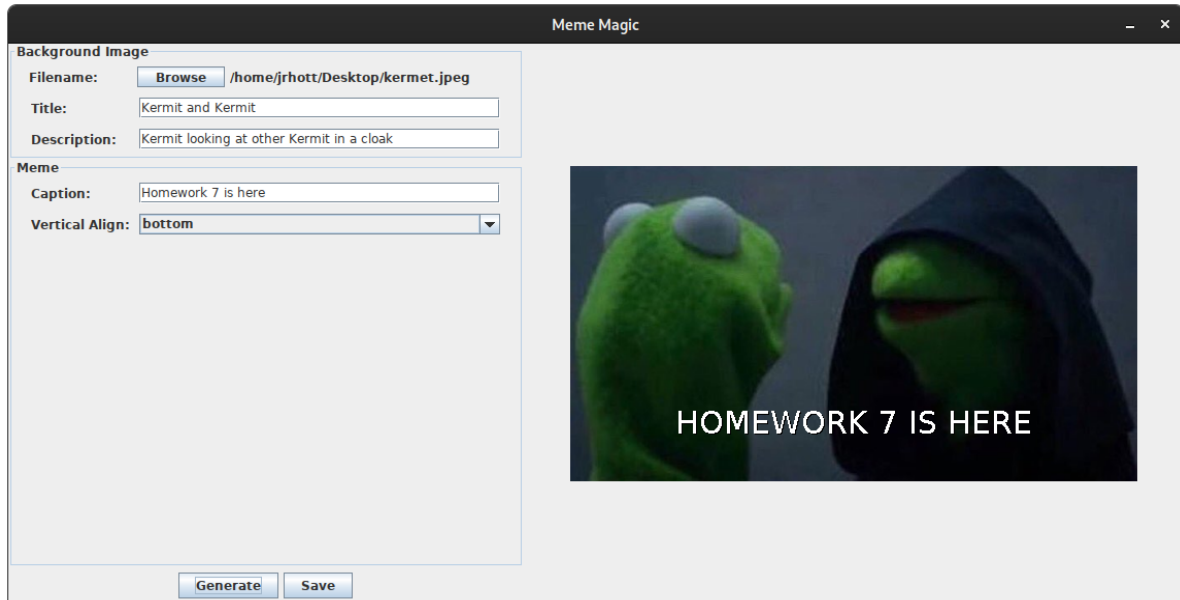 Meme Magic
Background Image
Filename: Browse /home/jrhott/Desktop/kermet.jpeg
Title: Kermit and Kermit
Description: Kermit looking at other Kermit in a cloak
Meme
Caption: Homework 7 is here
Vertical Align: bottom
HOMEWORK 7 IS HERE
Generate Save